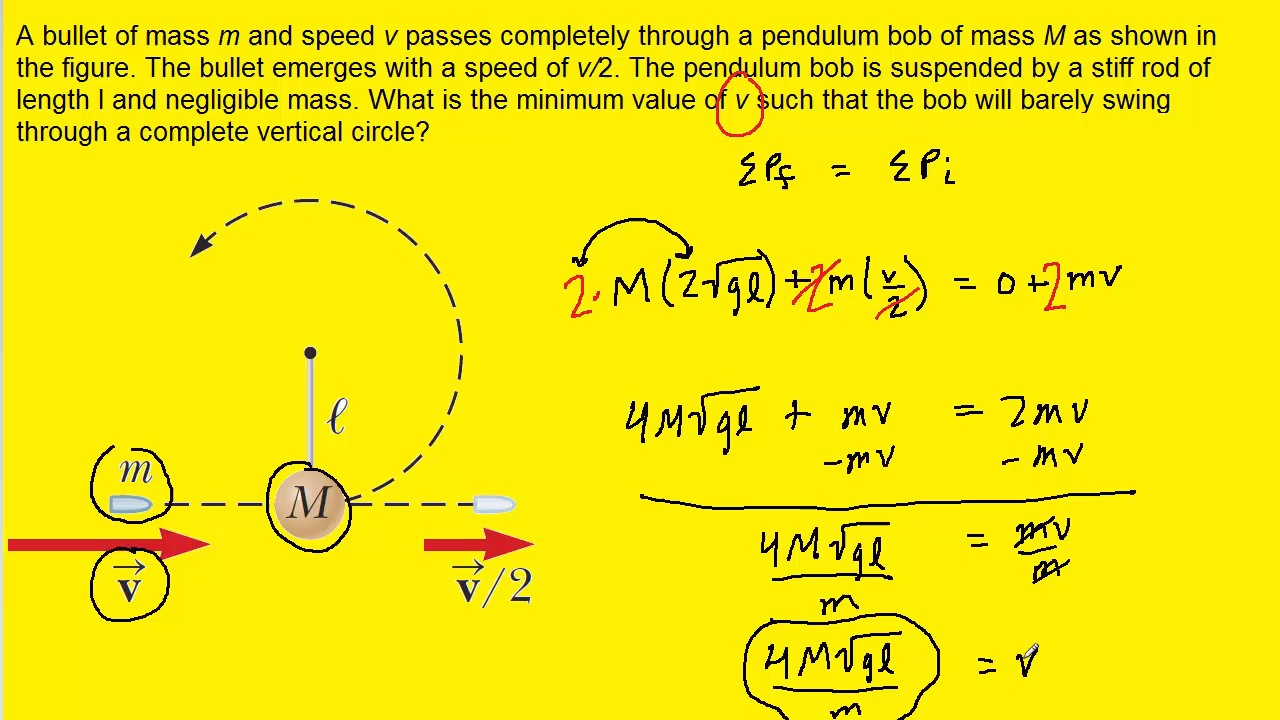 A bullet of mass m and speed v passes completely through a pendulum bob of mass M as shown in
the figure. The bullet emerges with a speed of v/2. The pendulum bob is suspended by a stiff rod of
length l and negligible mass. What is the minimum value of v such that the bob will barely swing
through a complete vertical circle?
ΣPf = ΣPi
2·M(2√gl) + 2m(v/2) = 0 + 2mv
4M√gl + mv = 2mv
-mv - mv
4M√gl/m = mv/m
4M√gl/m = v
ℓ
m
M
v
v/2